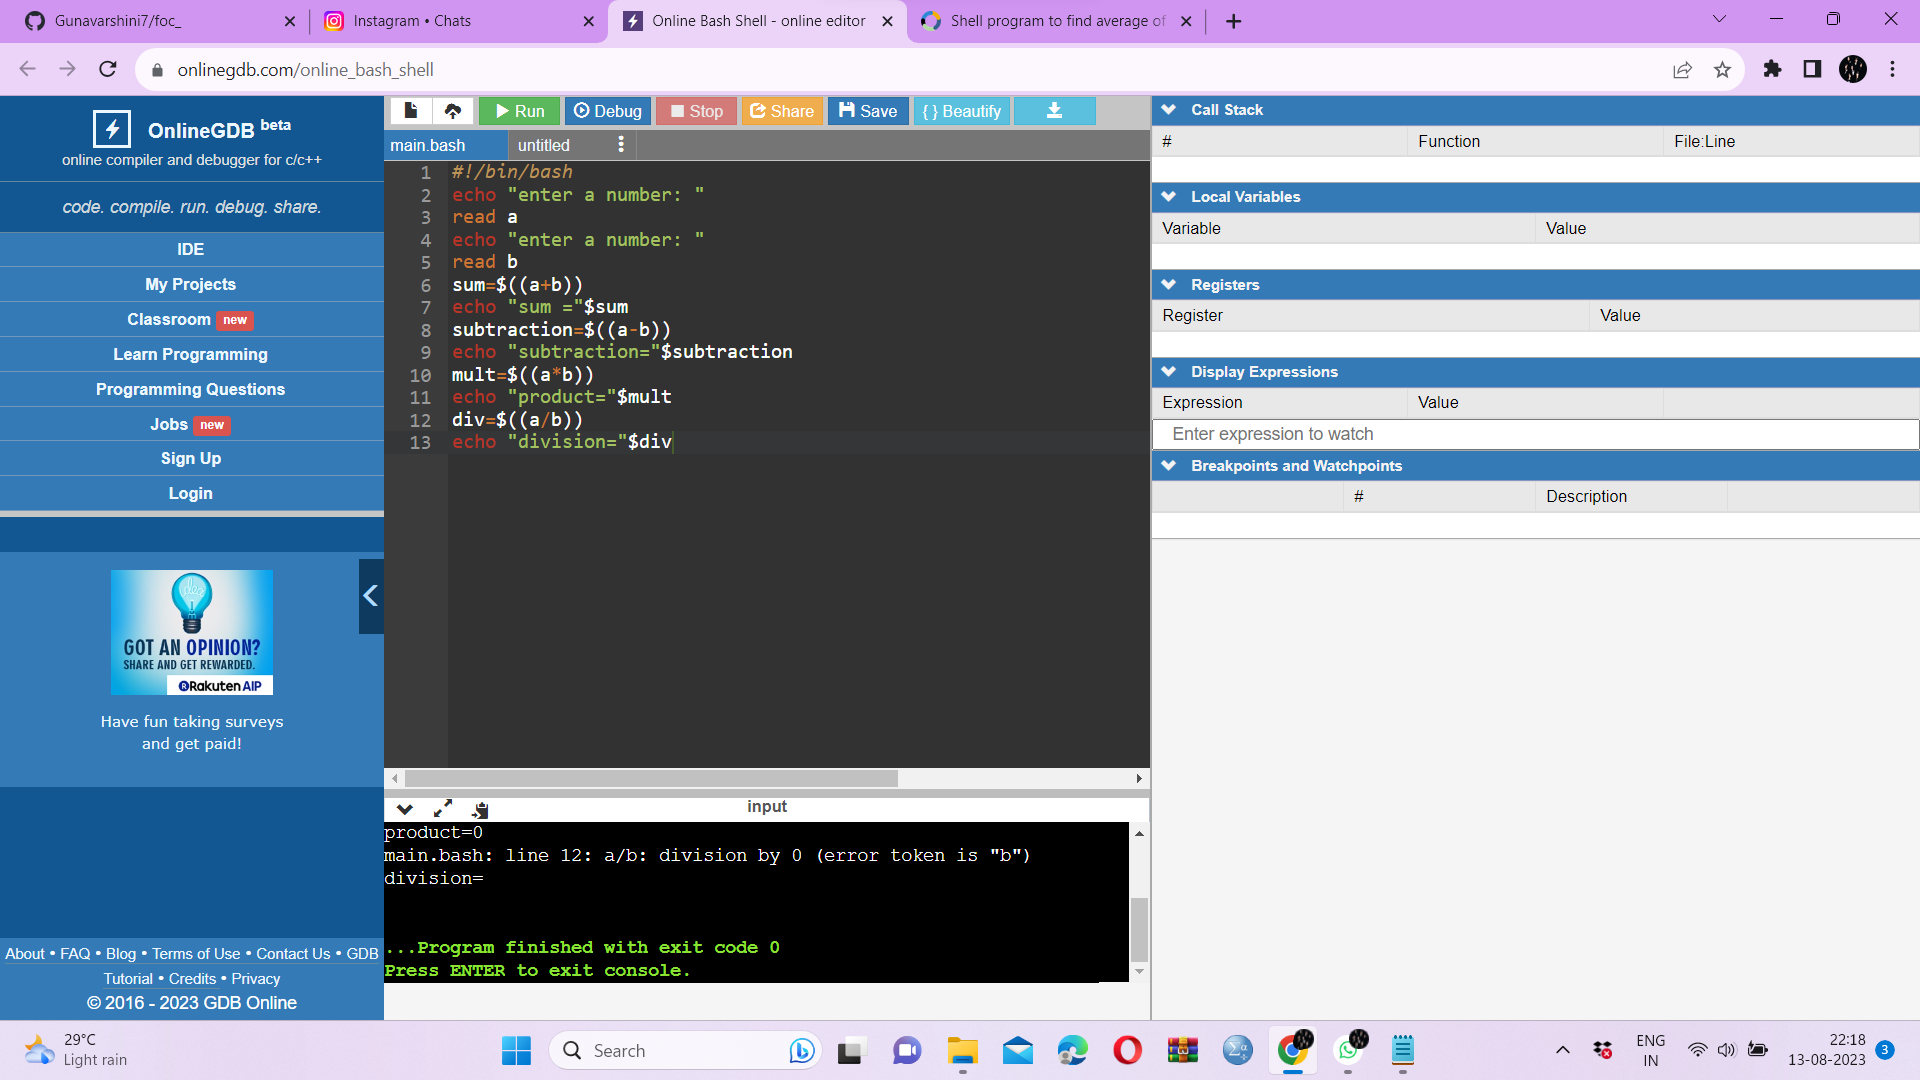 Gunavarshini7/foc_
Instagram • Chats
Online Bash Shell - online editor
Shell program to find average of
onlinegdb.com/online_bash_shell
OnlineGDB beta
online compiler and debugger for c/c++
code. compile. run. debug. share.
IDE
My Projects
Classroom new
Learn Programming
Programming Questions
Jobs new
Sign Up
Login
idea
GOT AN OPINION?
SHARE AND GET REWARDED.
Rakuten AIP
Have fun taking surveys
and get paid!
About • FAQ • Blog • Terms of Use • Contact Us • GDB
Tutorial • Credits • Privacy
© 2016 - 2023 GDB Online
Run Debug Stop Share Save { } Beautify
main.bash untitled
1 #!/bin/bash
2 echo "enter a number: "
3 read a
4 echo "enter a number: "
5 read b
6 sum=$((a+b))
7 echo "sum ="$sum
8 subtraction=$((a-b))
9 echo "subtraction="$subtraction
10 mult=$((a*b))
11 echo "product="$mult
12 div=$((a/b))
13 echo "division="$div
input
product=0
main.bash: line 12: a/b: division by 0 (error token is "b")
division=
...Program finished with exit code 0
Press ENTER to exit console.
Call Stack
# Function File:Line
Local Variables
Variable Value
Registers
Register Value
Display Expressions
Expression Value
Enter expression to watch
Breakpoints and Watchpoints
# Description
29°C
Light rain
Search
ENG
IN
22:18
13-08-2023
3